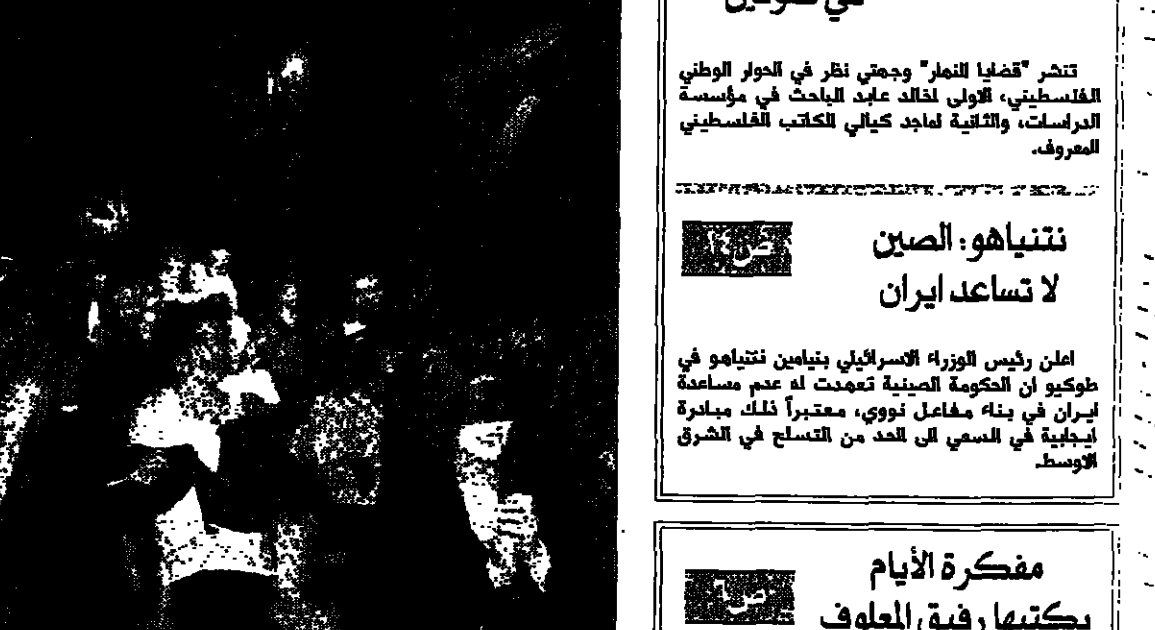 تنشر "قضايا النهار" وجهتي نظر في الحوار الوطني
الفلسطيني، الاولى لخالد عابد الباحث في مؤسسة
الدراسات، والثانية لماجد كيالي الكاتب الفلسطيني
المعروف.
نتنياهو: الصين
لا تساعد ايران
اعلن رئيس الوزراء الاسرائيلي بنيامين نتنياهو في
طوكيو ان الحكومة الصينية تعهدت له عدم مساعدة
ايران في بناء مفاعل نووي، معتبراً ذلك مبادرة
ايجابية في السعي الى الحد من التسلح في الشرق
الاوسط.
مفكرة الأيام
يكتبها رفيق المعلوف